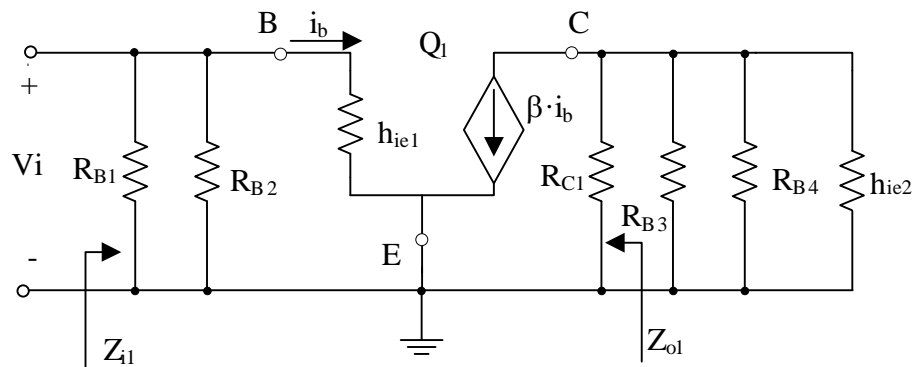 B
i_b
Q_1
C
+
Vi
-
R_B1
R_B2
h_ie1
β·i_b
R_C1
R_B3
R_B4
h_ie2
E
Z_i1
Z_o1